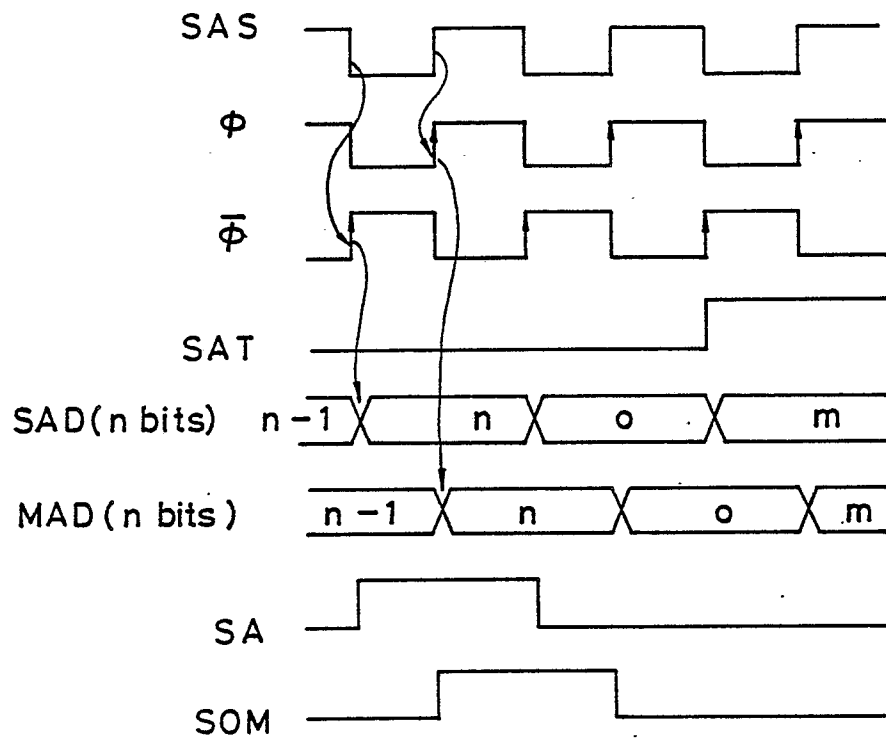 SAS
ϕ
ϕ̅
SAT
SAD(n bits) n-1 n o m
MAD(n bits) n-1 n o m
SA
SOM